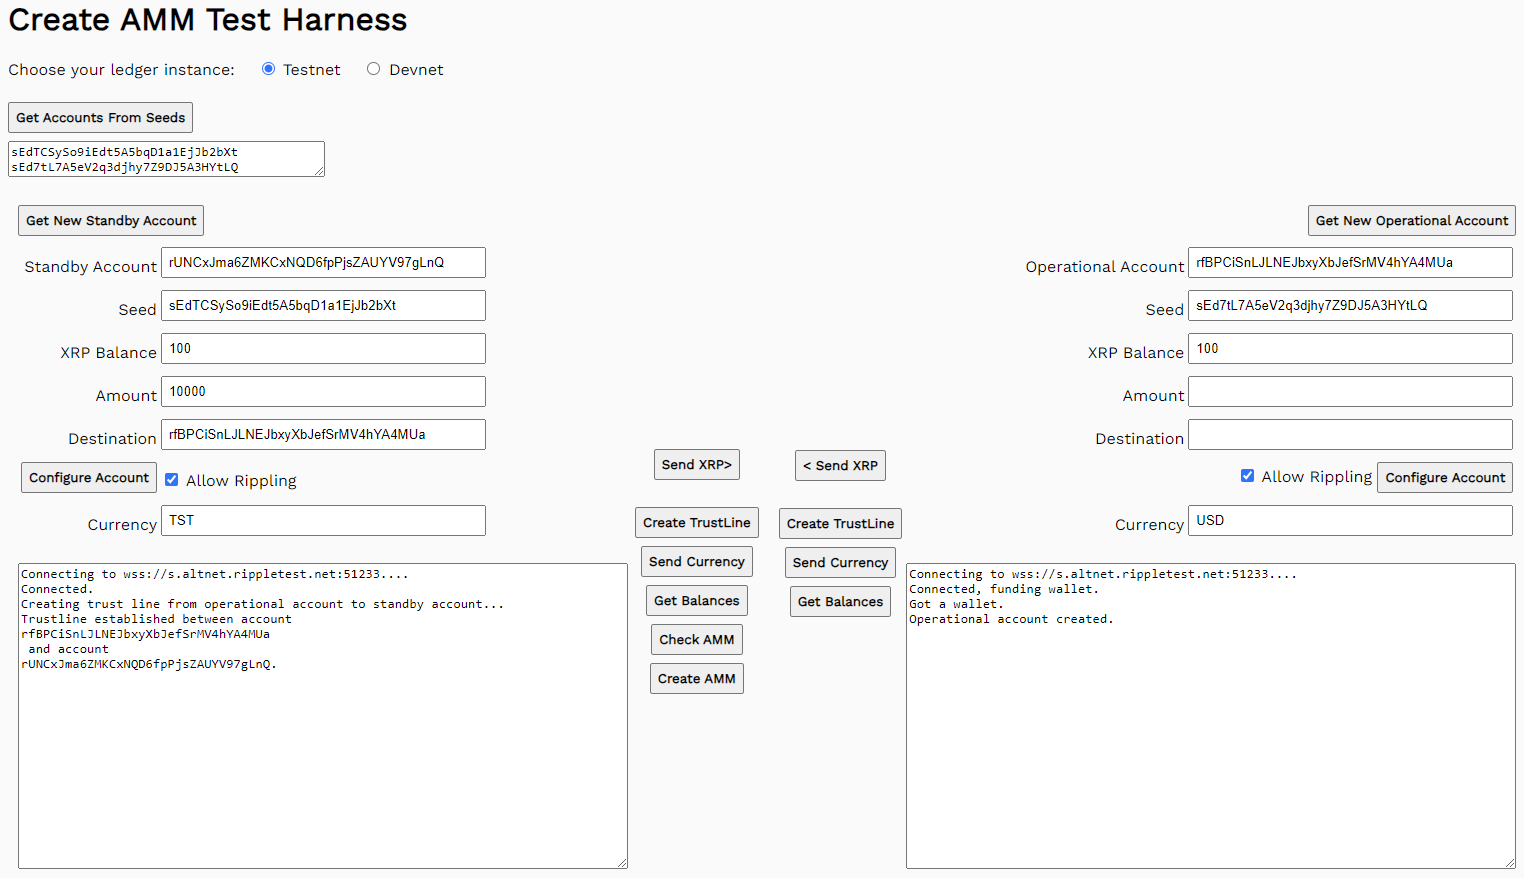 Create AMM Test Harness
Choose your ledger instance: Testnet Devnet
Get Accounts From Seeds
sEdTCSySo9iEdt5A5bqD1a1EjJb2bXt
sEd7tL7A5eV2q3djhy7Z9DJ5A3HYtLQ
Get New Standby Account
Get New Operational Account
Standby Account rUNCxJma6ZMKCxNQD6fpPjsZAUYV97gLnQ
Operational Account rfBPCiSnLJLNEJbxyXbJefSrMV4hYA4MUa
Seed sEdTCSySo9iEdt5A5bqD1a1EjJb2bXt
Seed sEd7tL7A5eV2q3djhy7Z9DJ5A3HYtLQ
XRP Balance 100
XRP Balance 100
Amount 10000
Amount
Destination rfBPCiSnLJLNEJbxyXbJefSrMV4hYA4MUa
Destination
Configure Account Allow Rippling
Send XRP>
< Send XRP
Allow Rippling Configure Account
Currency TST
Create TrustLine
Create TrustLine
Currency USD
Send Currency
Send Currency
Get Balances
Get Balances
Check AMM
Create AMM
Connecting to wss://s.altnet.rippletest.net:51233....
Connected.
Creating trust line from operational account to standby account...
Trustline established between account
rfBPCiSnLJLNEJbxyXbJefSrMV4hYA4MUa
and account
rUNCxJma6ZMKCxNQD6fpPjsZAUYV97gLnQ.
Connecting to wss://s.altnet.rippletest.net:51233....
Connected, funding wallet.
Got a wallet.
Operational account created.